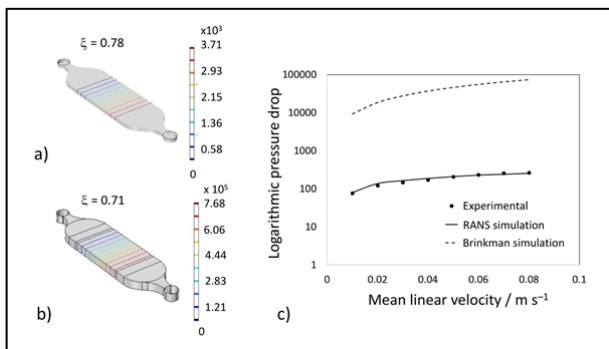 a)
ξ = 0.78
x 10³
3.71
2.93
2.15
1.36
0.58
0
b)
ξ = 0.71
x 10⁵
7.68
6.06
4.44
2.83
1.21
0
c)
Logarithmic pressure drop
100000
10000
1000
100
10
1
Experimental
RANS simulation
Brinkman simulation
0 0.02 0.04 0.06 0.08 0.1
Mean linear velocity / m s⁻¹